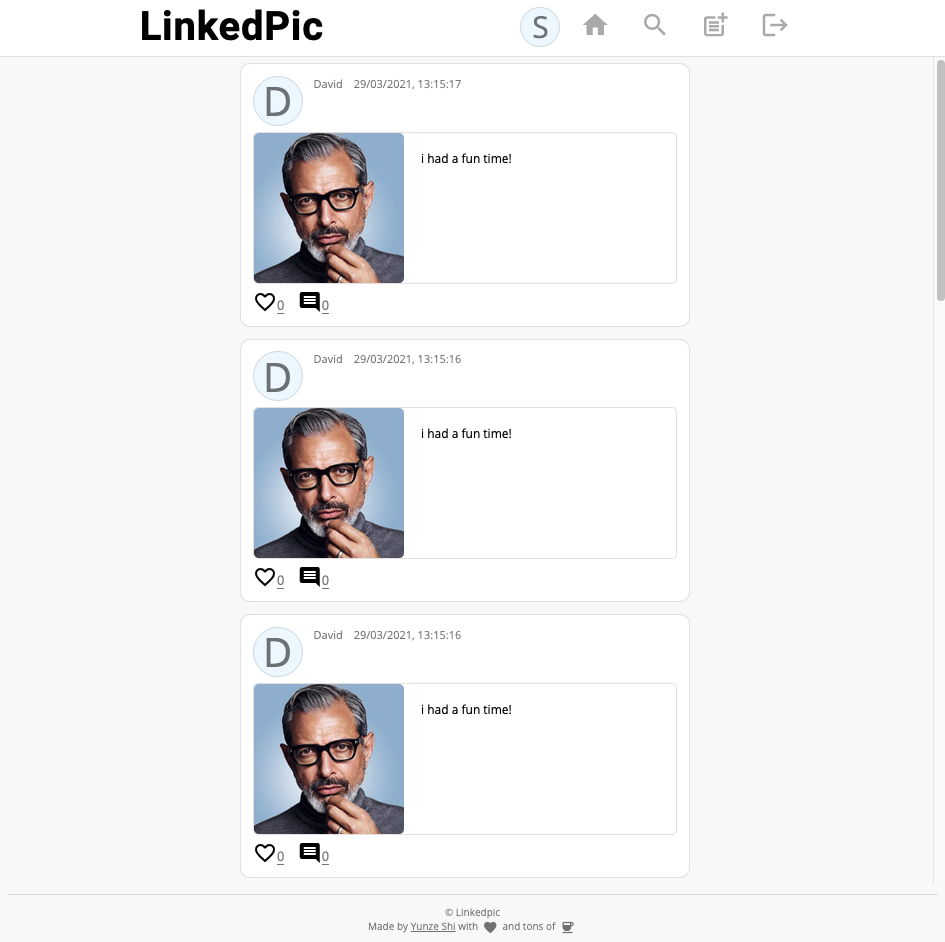 LinkedPic
S
D
David 29/03/2021, 13:15:17
i had a fun time!
0 0
D
David 29/03/2021, 13:15:16
i had a fun time!
0 0
D
David 29/03/2021, 13:15:16
i had a fun time!
0 0
© Linkedpic
Made by Yunze Shi with and tons of